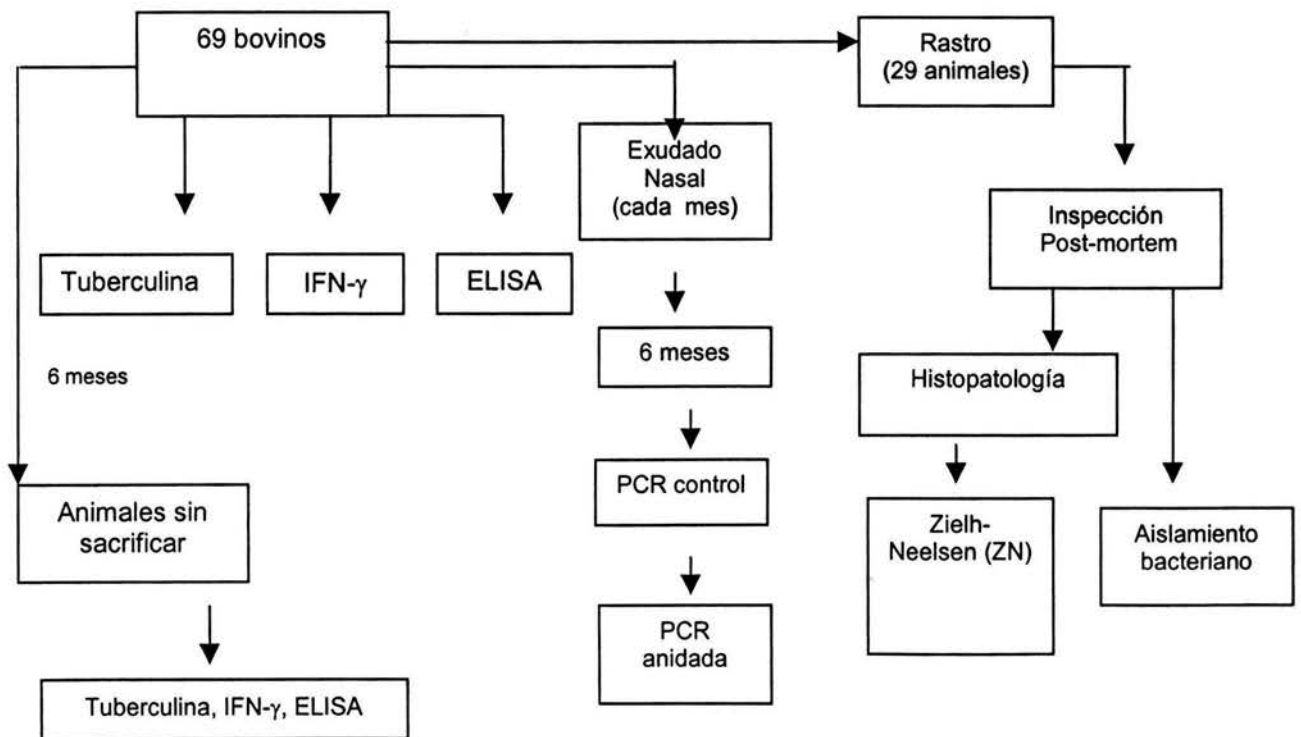 69 bovinos
Rastro
(29 animales)
Exudado
Nasal
(cada mes)
Inspección
Post-mortem
Tuberculina
IFN-γ
ELISA
6 meses
6 meses
Histopatología
PCR control
Animales sin
sacrificar
Zielh-
Neelsen (ZN)
Aislamiento
bacteriano
PCR
anidada
Tuberculina, IFN-γ, ELISA